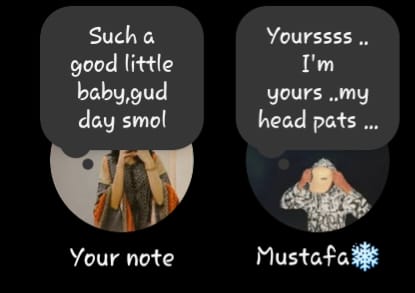 Such a
good little
baby,gud
day smol
Yourssss ..
I'm
yours ..my
head pats ...
Your note
Mustafa❄️